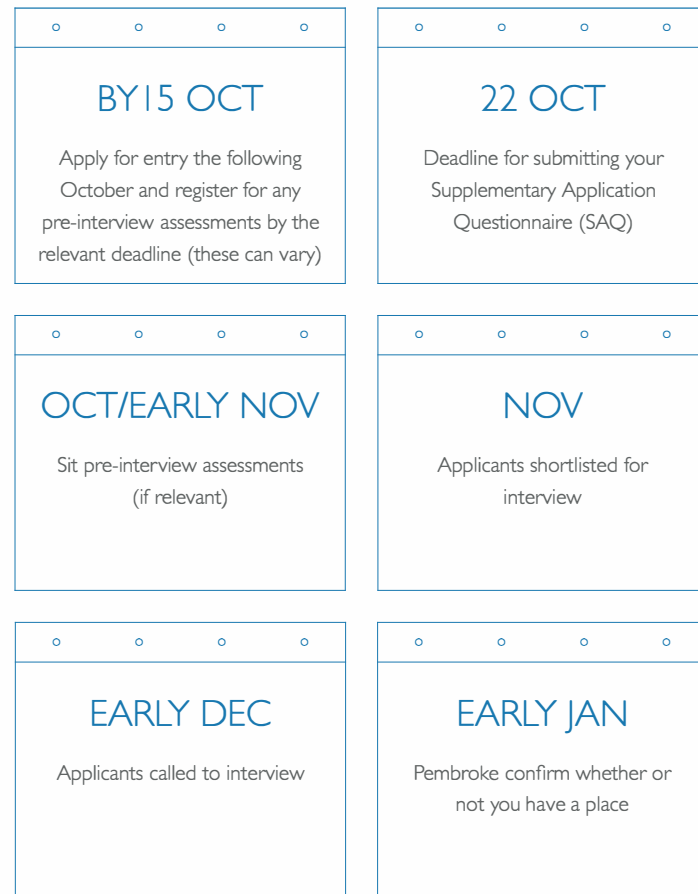 BY15 OCT
Apply for entry the following
October and register for any
pre-interview assessments by the
relevant deadline (these can vary)
22 OCT
Deadline for submitting your
Supplementary Application
Questionnaire (SAQ)
OCT/EARLY NOV
Sit pre-interview assessments
(if relevant)
NOV
Applicants shortlisted for
interview
EARLY DEC
Applicants called to interview
EARLY JAN
Pembroke confirm whether or
not you have a place